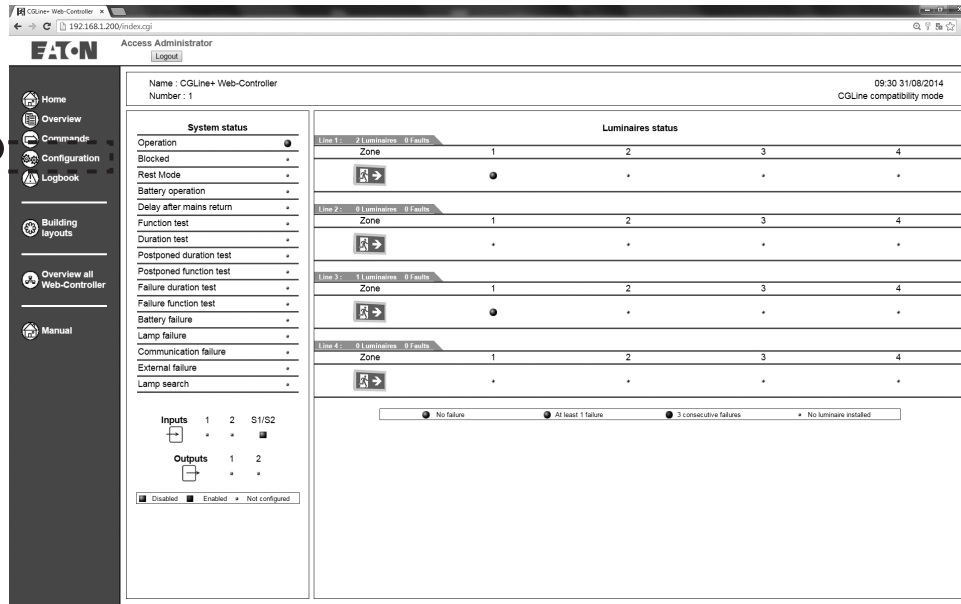 CGLine+ Web-Controller
192.168.1.200/index.cgi
EATON
Access Administrator
Logout
Home
Overview
Commands
Configuration
Logbook
Building layouts
Overview all Web-Controller
Manual
Name : CGLine+ Web-Controller
Number : 1
09:30 31/08/2014
CGLine compatibility mode
System status
Operation
Blocked
Rest Mode
Battery operation
Delay after mains return
Function test
Duration test
Postponed duration test
Postponed function test
Failure duration test
Failure function test
Battery failure
Lamp failure
Communication failure
External failure
Lamp search
Inputs 1 2 S1/S2
Outputs 1 2
Disabled Enabled Not configured
Luminaires status
Line 1 : 2 Luminaires 0 Faults
Zone 1 2 3 4
Line 2 : 0 Luminaires 0 Faults
Zone 1 2 3 4
Line 3 : 1 Luminaires 0 Faults
Zone 1 2 3 4
Line 4 : 0 Luminaires 0 Faults
Zone 1 2 3 4
No failure At least 1 failure 3 consecutive failures No luminaire installed